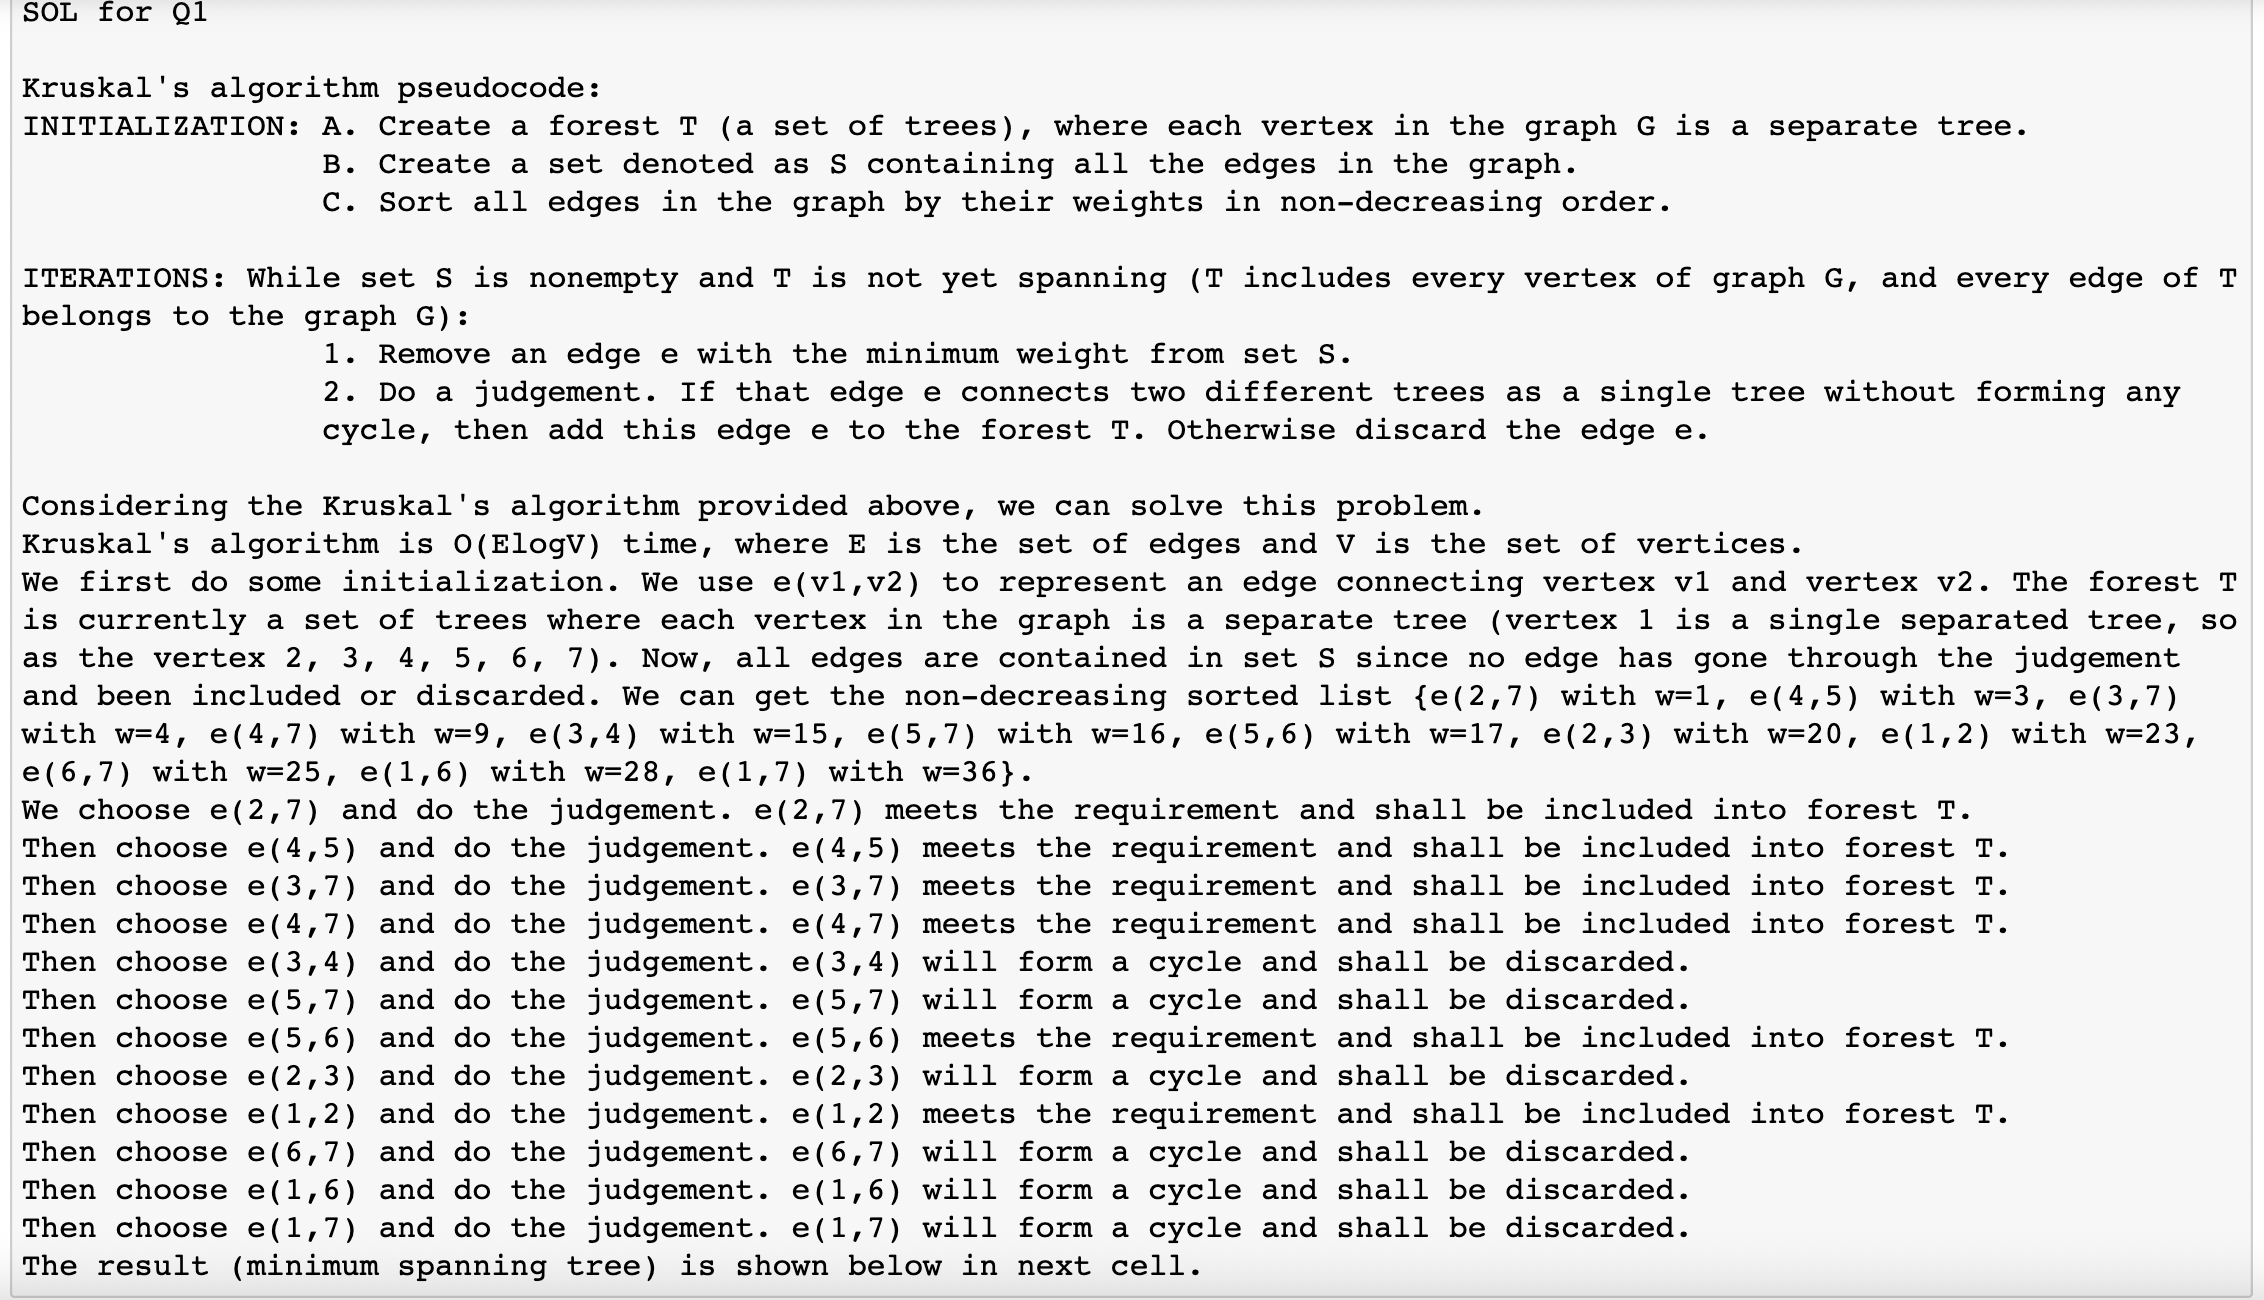 SOL for Q1
Kruskal's algorithm pseudocode:
INITIALIZATION: A. Create a forest T (a set of trees), where each vertex in the graph G is a separate tree.
B. Create a set denoted as S containing all the edges in the graph.
C. Sort all edges in the graph by their weights in non-decreasing order.
ITERATIONS: While set S is nonempty and T is not yet spanning (T includes every vertex of graph G, and every edge of T
belongs to the graph G):
1. Remove an edge e with the minimum weight from set S.
2. Do a judgement. If that edge e connects two different trees as a single tree without forming any
cycle, then add this edge e to the forest T. Otherwise discard the edge e.
Considering the Kruskal's algorithm provided above, we can solve this problem.
Kruskal's algorithm is O(ElogV) time, where E is the set of edges and V is the set of vertices.
We first do some initialization. We use e(v1,v2) to represent an edge connecting vertex v1 and vertex v2. The forest T
is currently a set of trees where each vertex in the graph is a separate tree (vertex 1 is a single separated tree, so
as the vertex 2, 3, 4, 5, 6, 7). Now, all edges are contained in set S since no edge has gone through the judgement
and been included or discarded. We can get the non-decreasing sorted list {e(2,7) with w=1, e(4,5) with w=3, e(3,7)
with w=4, e(4,7) with w=9, e(3,4) with w=15, e(5,7) with w=16, e(5,6) with w=17, e(2,3) with w=20, e(1,2) with w=23,
e(6,7) with w=25, e(1,6) with w=28, e(1,7) with w=36}.
We choose e(2,7) and do the judgement. e(2,7) meets the requirement and shall be included into forest T.
Then choose e(4,5) and do the judgement. e(4,5) meets the requirement and shall be included into forest T.
Then choose e(3,7) and do the judgement. e(3,7) meets the requirement and shall be included into forest T.
Then choose e(4,7) and do the judgement. e(4,7) meets the requirement and shall be included into forest T.
Then choose e(3,4) and do the judgement. e(3,4) will form a cycle and shall be discarded.
Then choose e(5,7) and do the judgement. e(5,7) will form a cycle and shall be discarded.
Then choose e(5,6) and do the judgement. e(5,6) meets the requirement and shall be included into forest T.
Then choose e(2,3) and do the judgement. e(2,3) will form a cycle and shall be discarded.
Then choose e(1,2) and do the judgement. e(1,2) meets the requirement and shall be included into forest T.
Then choose e(6,7) and do the judgement. e(6,7) will form a cycle and shall be discarded.
Then choose e(1,6) and do the judgement. e(1,6) will form a cycle and shall be discarded.
Then choose e(1,7) and do the judgement. e(1,7) will form a cycle and shall be discarded.
The result (minimum spanning tree) is shown below in next cell.